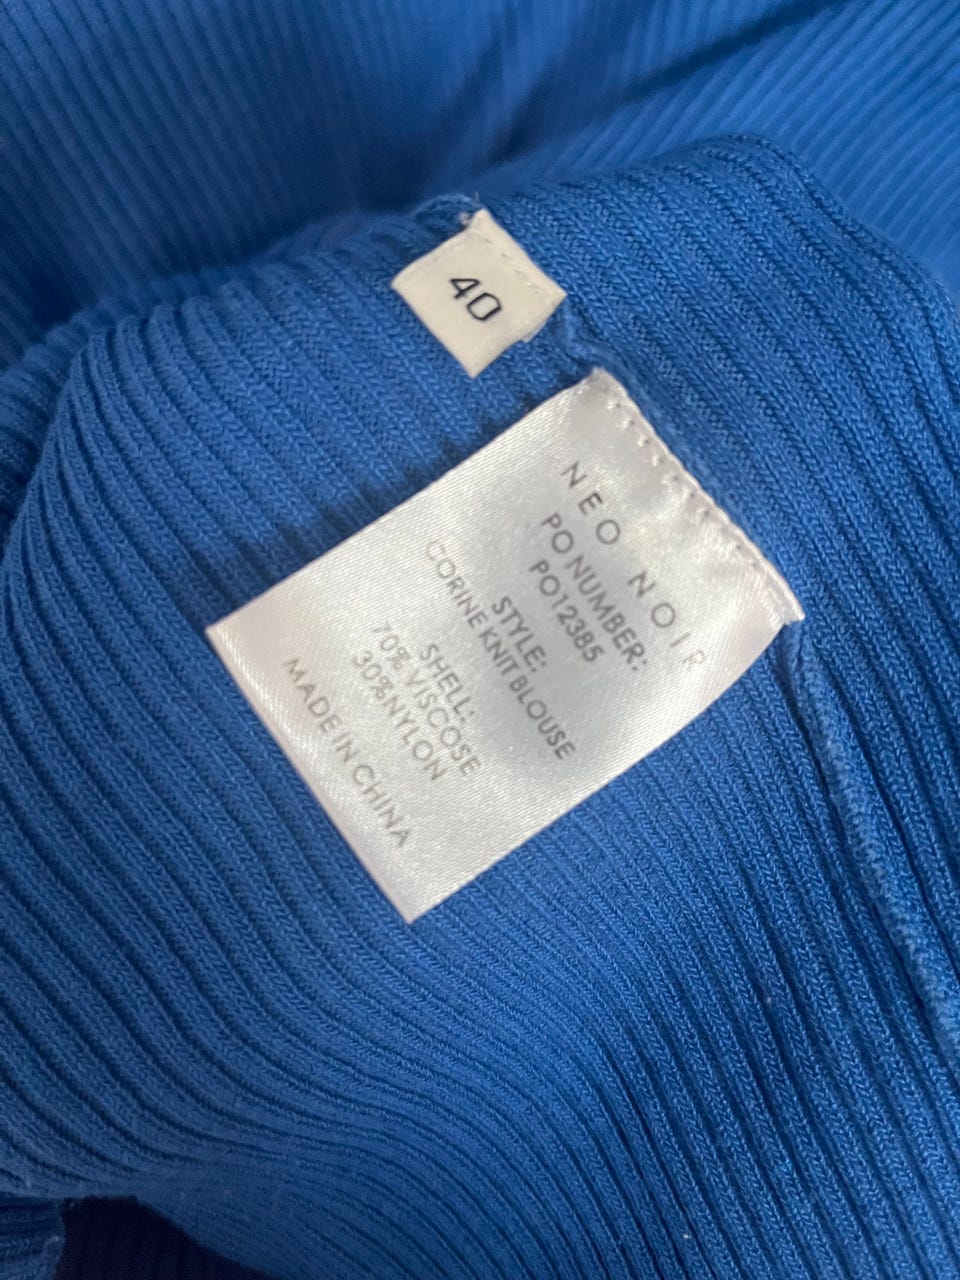 40
NEO NOIR
PO NUMBER:
PO12385
STYLE:
CORINE KNIT BLOUSE
SHELL:
70% VISCOSE
30%NYLON
MADE IN CHINA